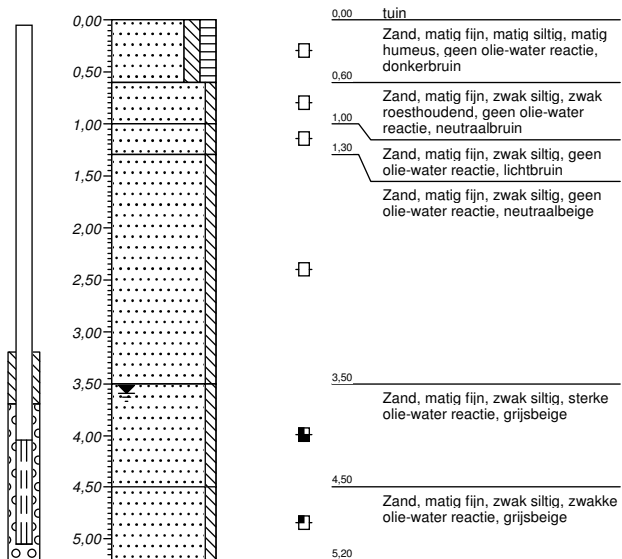 0,00
0,50
1,00
1,50
2,00
2,50
3,00
3,50
4,00
4,50
5,00
0,00 tuin
Zand, matig fijn, matig siltig, matig
humeus, geen olie-water reactie,
donkerbruin
0,60
Zand, matig fijn, zwak siltig, zwak
roesthoudend, geen olie-water
reactie, neutraalbruin
1,00
Zand, matig fijn, zwak siltig, geen
olie-water reactie, lichtbruin
1,30
Zand, matig fijn, zwak siltig, geen
olie-water reactie, neutraalbeige
3,50
Zand, matig fijn, zwak siltig, sterke
olie-water reactie, grijsbeige
4,50
Zand, matig fijn, zwak siltig, zwakke
olie-water reactie, grijsbeige
5,20